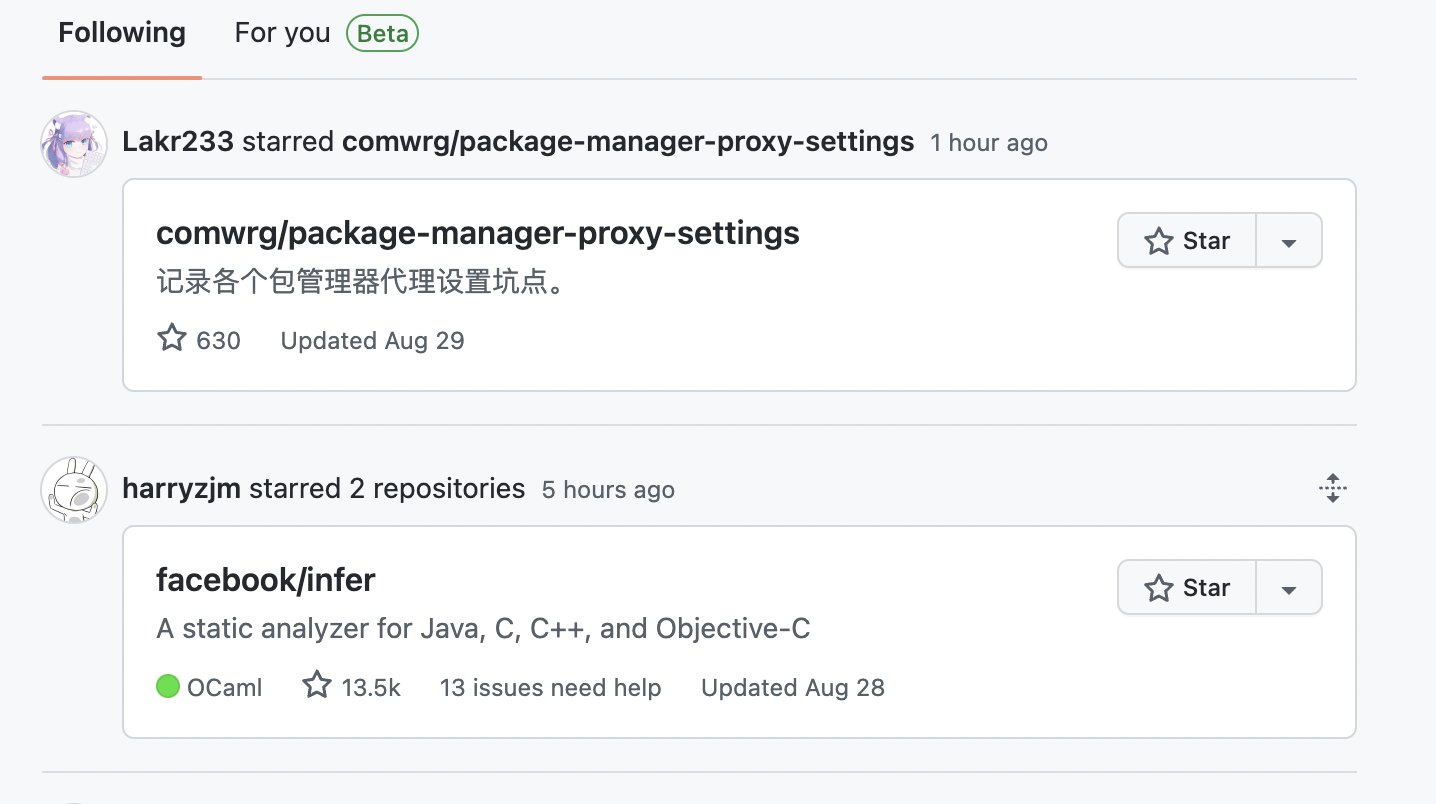 Following For you Beta
Lakr233 starred comwrg/package-manager-proxy-settings 1 hour ago
comwrg/package-manager-proxy-settings
Star
记录各个包管理器代理设置坑点。
630 Updated Aug 29
harryzjm starred 2 repositories 5 hours ago
facebook/infer
Star
A static analyzer for Java, C, C++, and Objective-C
OCaml 13.5k 13 issues need help Updated Aug 28